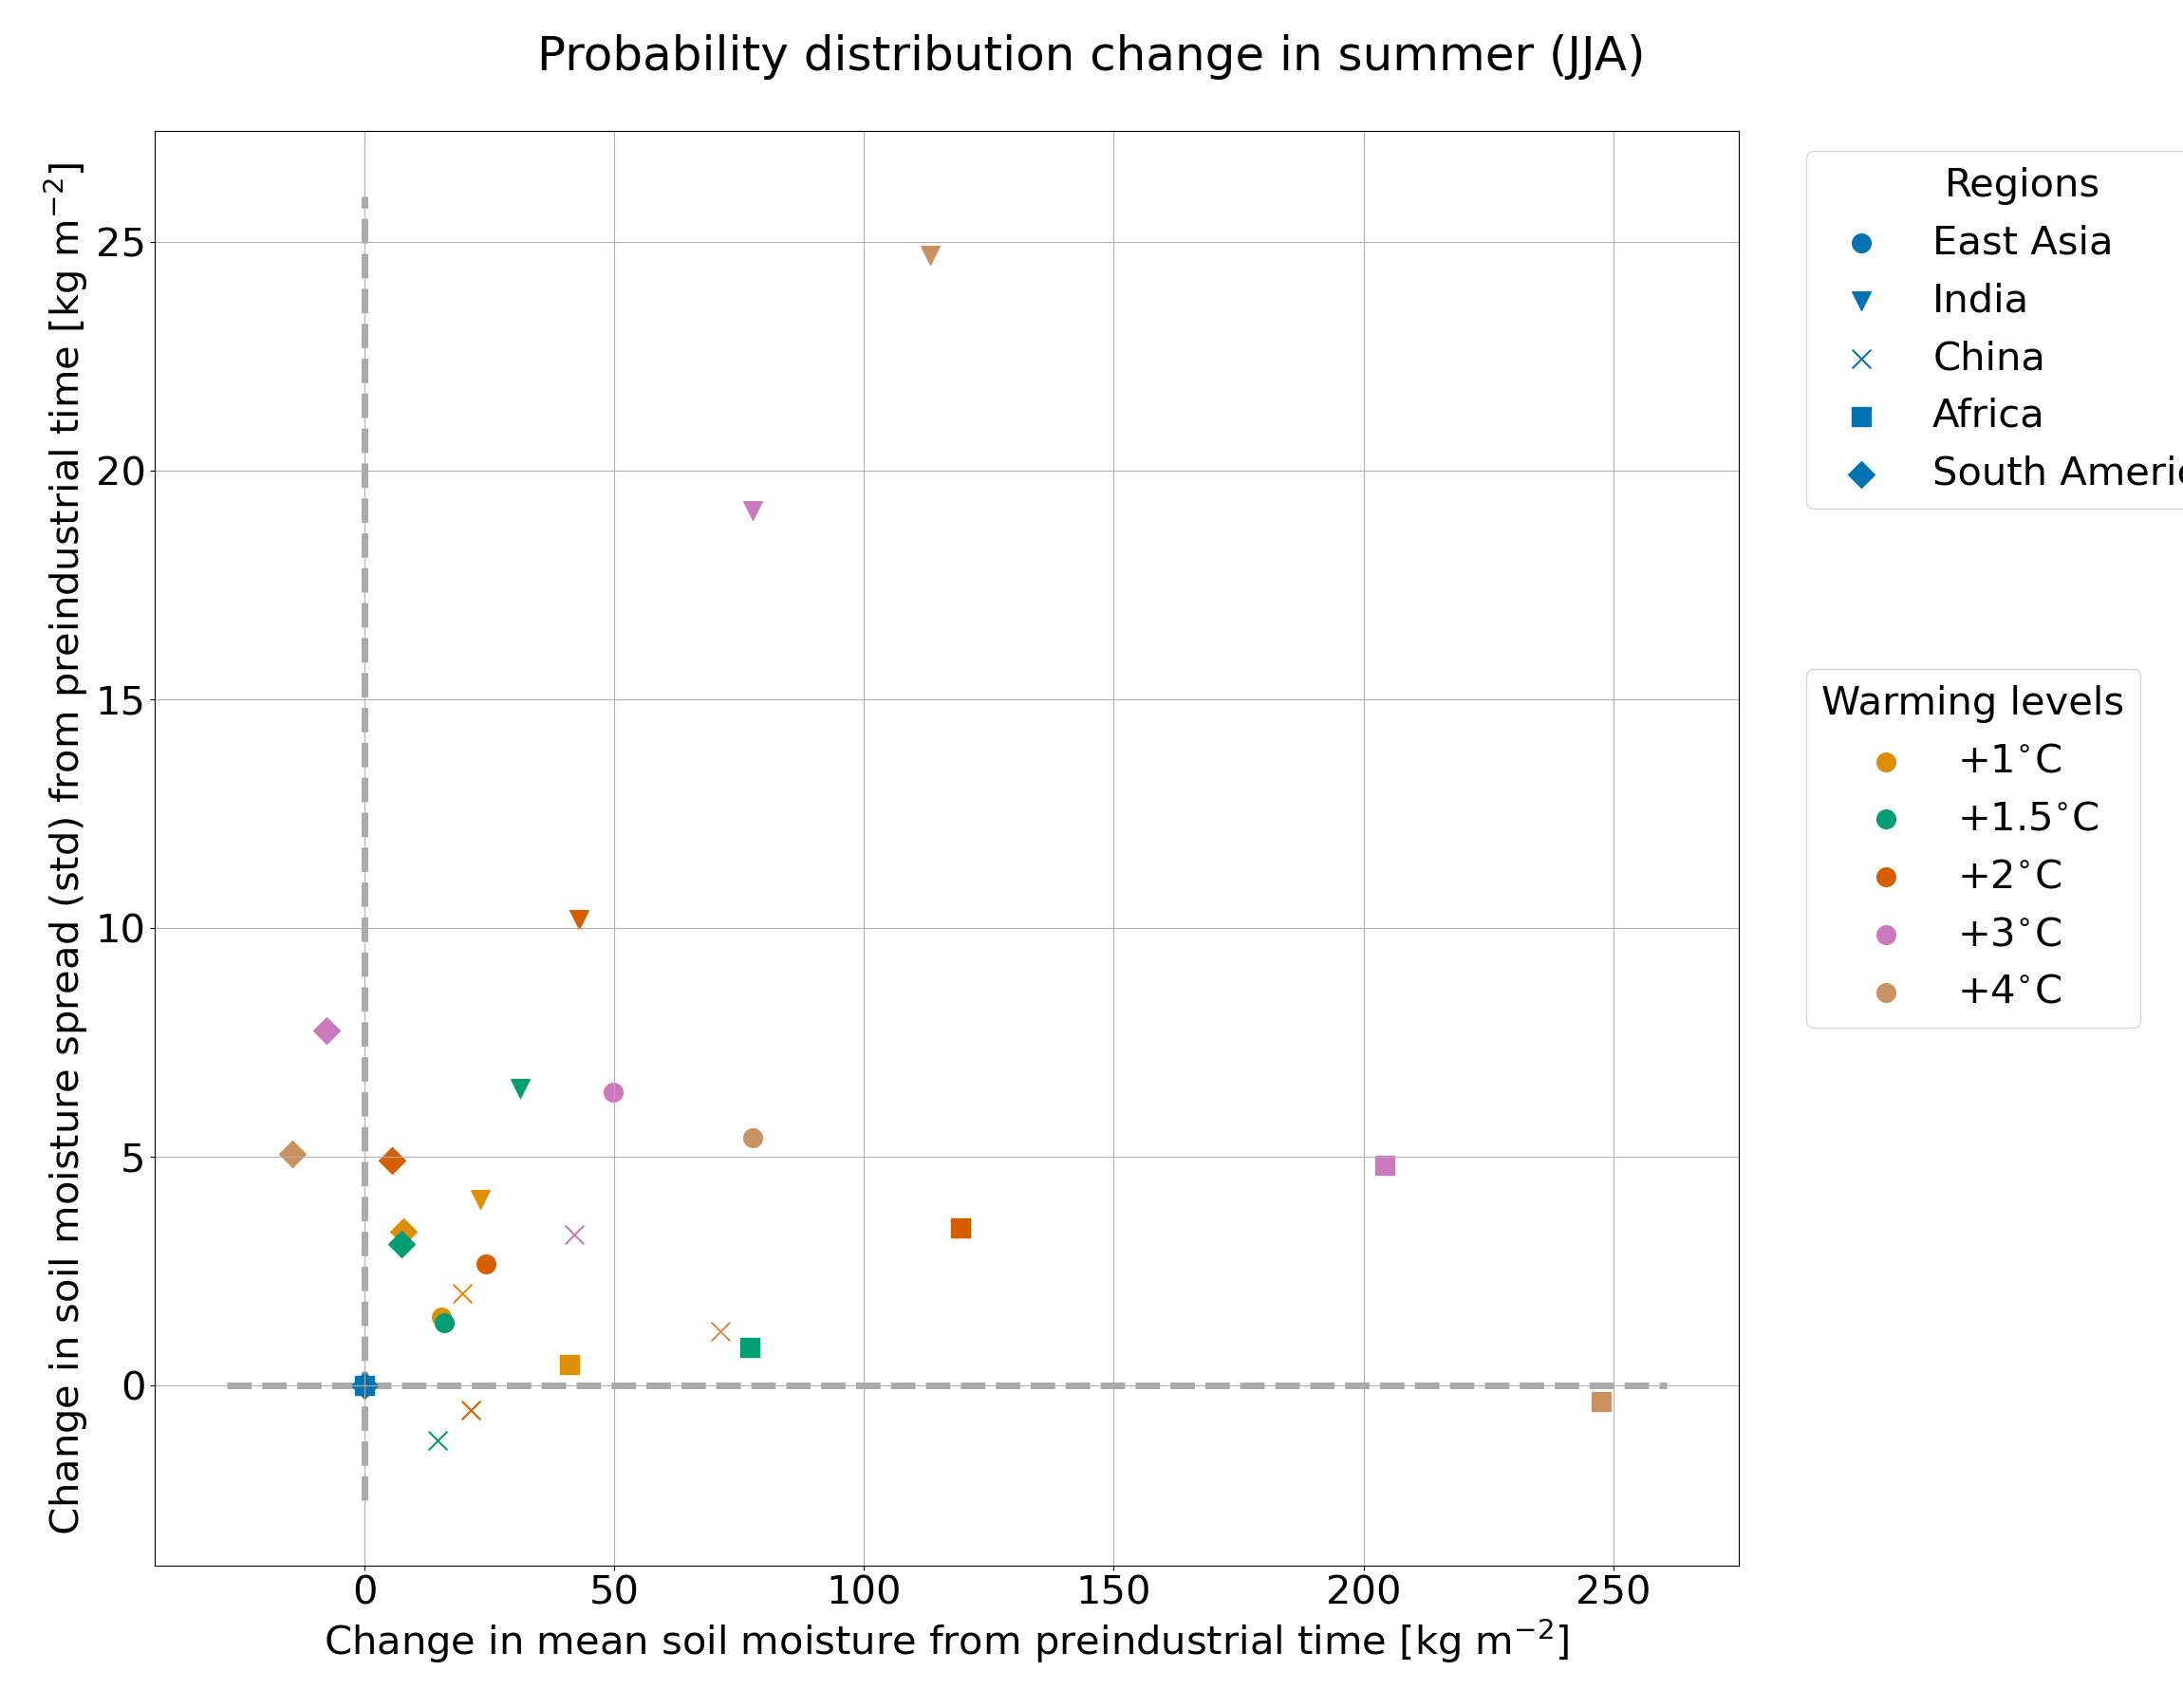 Probability distribution change in summer (JJA)
Change in soil moisture spread (std) from preindustrial time [kg m⁻²]
25
20
15
10
5
0
0 50 100 150 200 250
Change in mean soil moisture from preindustrial time [kg m⁻²]
Regions
East Asia
India
China
Africa
South
Warming levels
+1°C
+1.5°C
+2°C
+3°C
+4°C